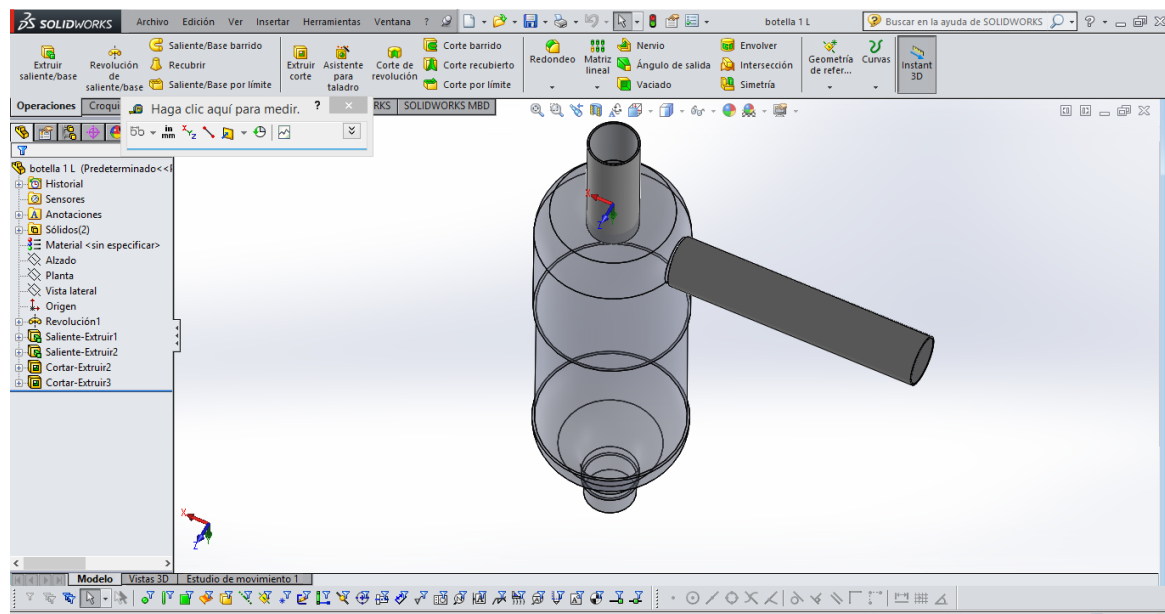 SOLIDWORKS Archivo Edición Ver Insertar Herramientas Ventana ? botella 1 L Buscar en la ayuda de SOLIDWORKS ?
Extruir saliente/base
Revolución de saliente/base
Saliente/Base barrido
Recubrir
Saliente/Base por límite
Extruir corte
Asistente para taladro
Corte de revolución
Corte barrido
Corte recubierto
Corte por límite
Redondeo
Matriz lineal
Nervio
Ángulo de salida
Vaciado
Envolver
Intersección
Simetría
Geometría de refer...
Curvas
Instant 3D
Operaciones Croqui RKS SOLIDWORKS MBD
Haga clic aquí para medir. ?
in mm XYZ
botella 1 L (Predeterminado<<
Historial
Sensores
A Anotaciones
Sólidos(2)
Material <sin especificar>
Alzado
Planta
Vista lateral
Origen
Revolución1
Saliente-Extruir1
Saliente-Extruir2
Cortar-Extruir2
Cortar-Extruir3
X
Z
X
Z
Modelo Vistas 3D Estudio de movimiento 1